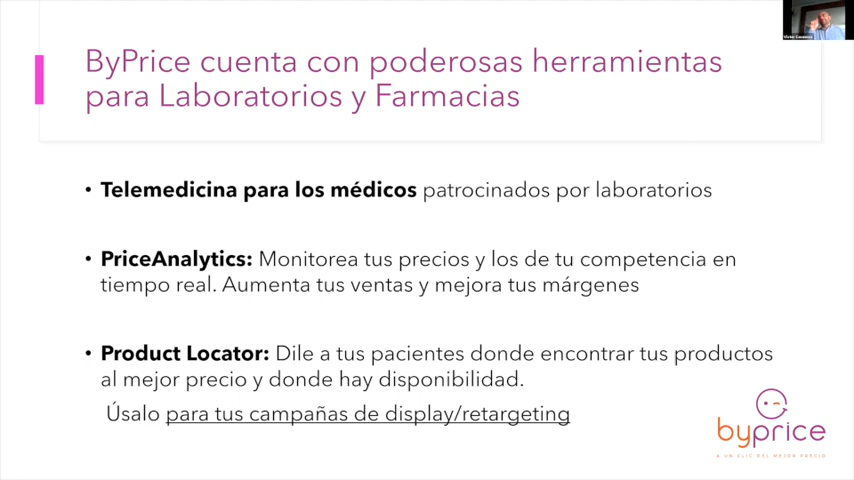 ByPrice cuenta con poderosas herramientas
para Laboratorios y Farmacias
• Telemedicina para los médicos patrocinados por laboratorios
• PriceAnalytics: Monitorea tus precios y los de tu competencia en
tiempo real. Aumenta tus ventas y mejora tus márgenes
• Product Locator: Dile a tus pacientes donde encontrar tus productos
al mejor precio y donde hay disponibilidad.
Úsalo para tus campañas de display/retargeting
byprice
A UN CLIC DEL MEJOR PRECIO